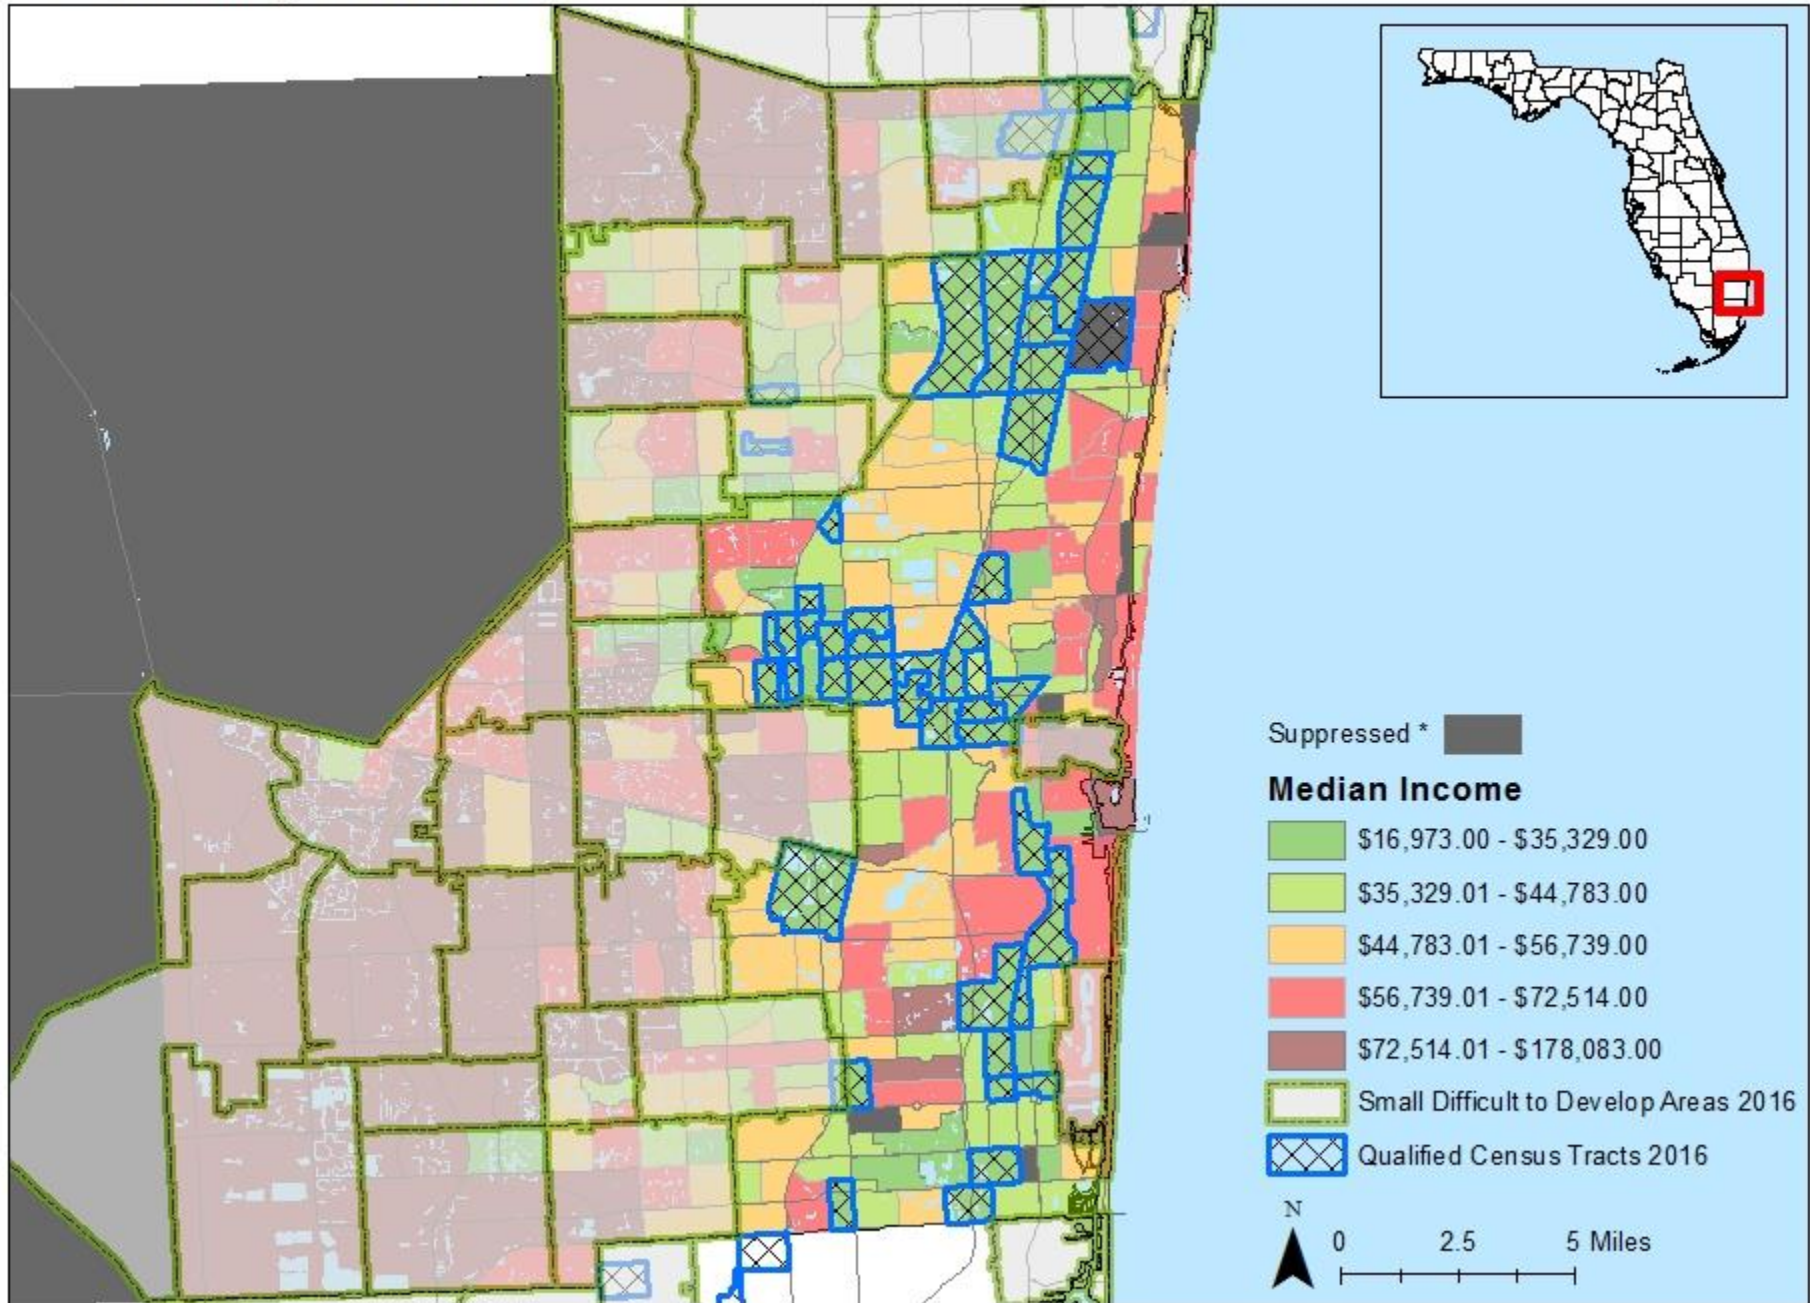 Suppressed *
Median Income
$16,973.00 - $35,329.00
$35,329.01 - $44,783.00
$44,783.01 - $56,739.00
$56,739.01 - $72,514.00
$72,514.01 - $178,083.00
Small Difficult to Develop Areas 2016
Qualified Census Tracts 2016
N
0 2.5 5 Miles